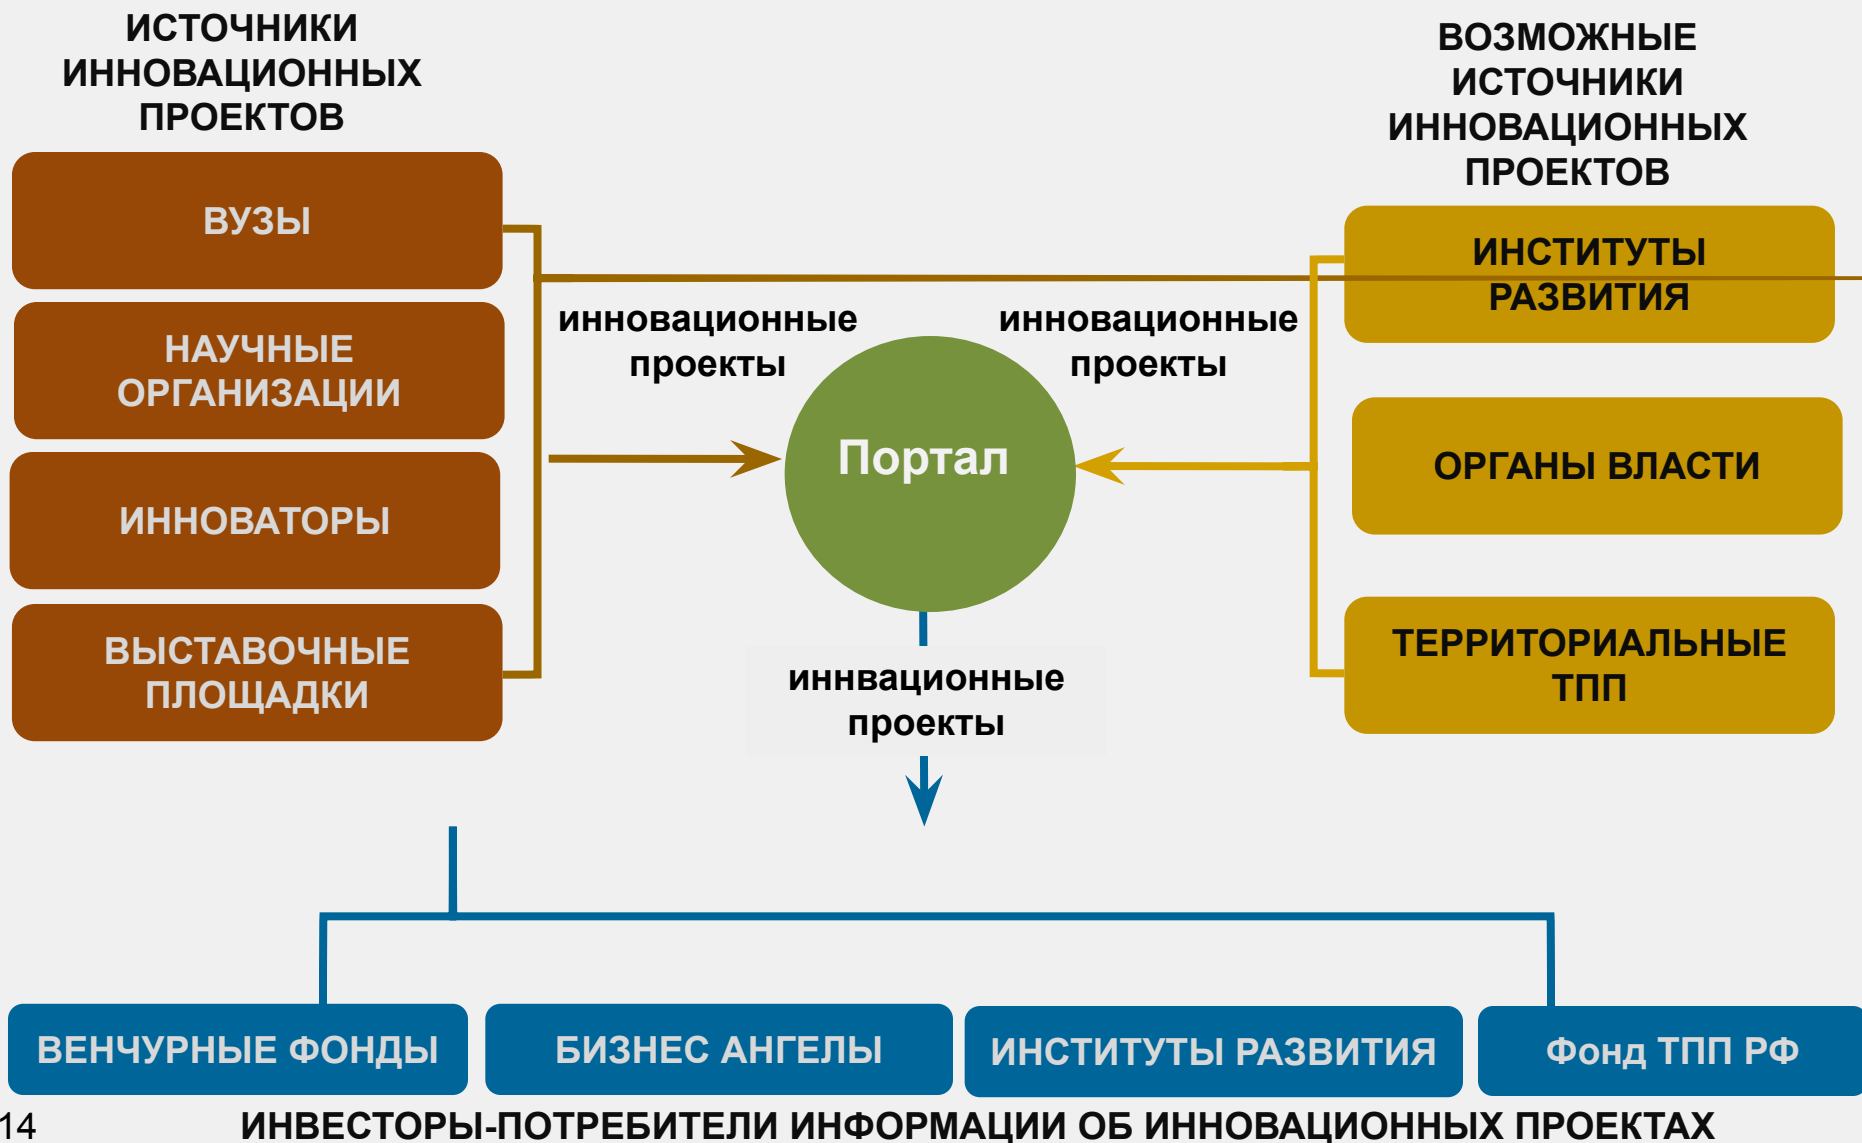 ИСТОЧНИКИ
ИННОВАЦИОННЫХ
ПРОЕКТОВ
ВУЗЫ
НАУЧНЫЕ
ОРГАНИЗАЦИИ
ИННОВАТОРЫ
ВЫСТАВОЧНЫЕ
ПЛОЩАДКИ
инновационные
проекты
Портал
инновационные
проекты
иннвационные
проекты
ВОЗМОЖНЫЕ
ИСТОЧНИКИ
ИННОВАЦИОННЫХ
ПРОЕКТОВ
ИНСТИТУТЫ
РАЗВИТИЯ
ОРГАНЫ ВЛАСТИ
ТЕРРИТОРИАЛЬНЫЕ
ТПП
ВЕНЧУРНЫЕ ФОНДЫ
БИЗНЕС АНГЕЛЫ
ИНСТИТУТЫ РАЗВИТИЯ
Фонд ТПП РФ
14
ИНВЕСТОРЫ-ПОТРЕБИТЕЛИ ИНФОРМАЦИИ ОБ ИННОВАЦИОННЫХ ПРОЕКТАХ